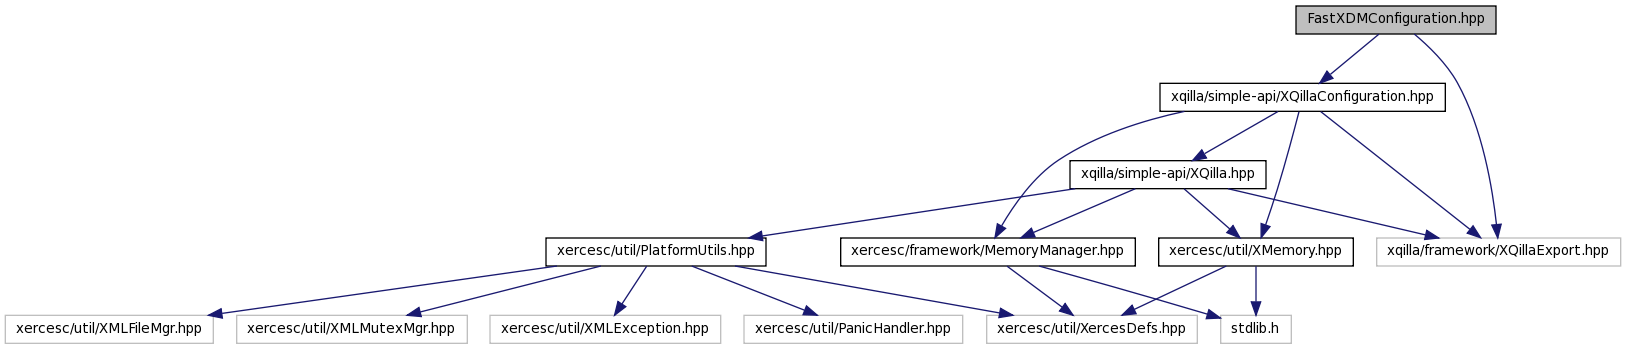 FastXDMConfiguration.hpp
xqilla/simple-api/XQillaConfiguration.hpp
xqilla/simple-api/XQilla.hpp
xercesc/util/PlatformUtils.hpp
xercesc/framework/MemoryManager.hpp
xercesc/util/XMemory.hpp
xqilla/framework/XQillaExport.hpp
xercesc/util/XMLFileMgr.hpp
xercesc/util/XMLMutexMgr.hpp
xercesc/util/XMLException.hpp
xercesc/util/PanicHandler.hpp
xercesc/util/XercesDefs.hpp
stdlib.h